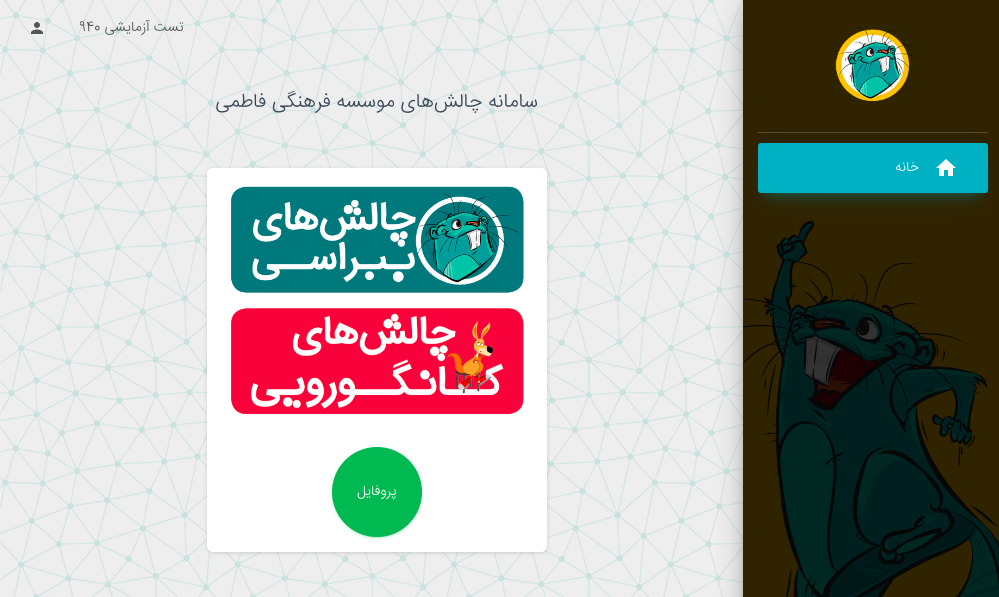 تست آزمایشی ۹۴۰
خانه
سامانه چالش‌های موسسه فرهنگی فاطمی
چالش‌های
ببراسی
چالش‌های
کانگورویی
پروفایل